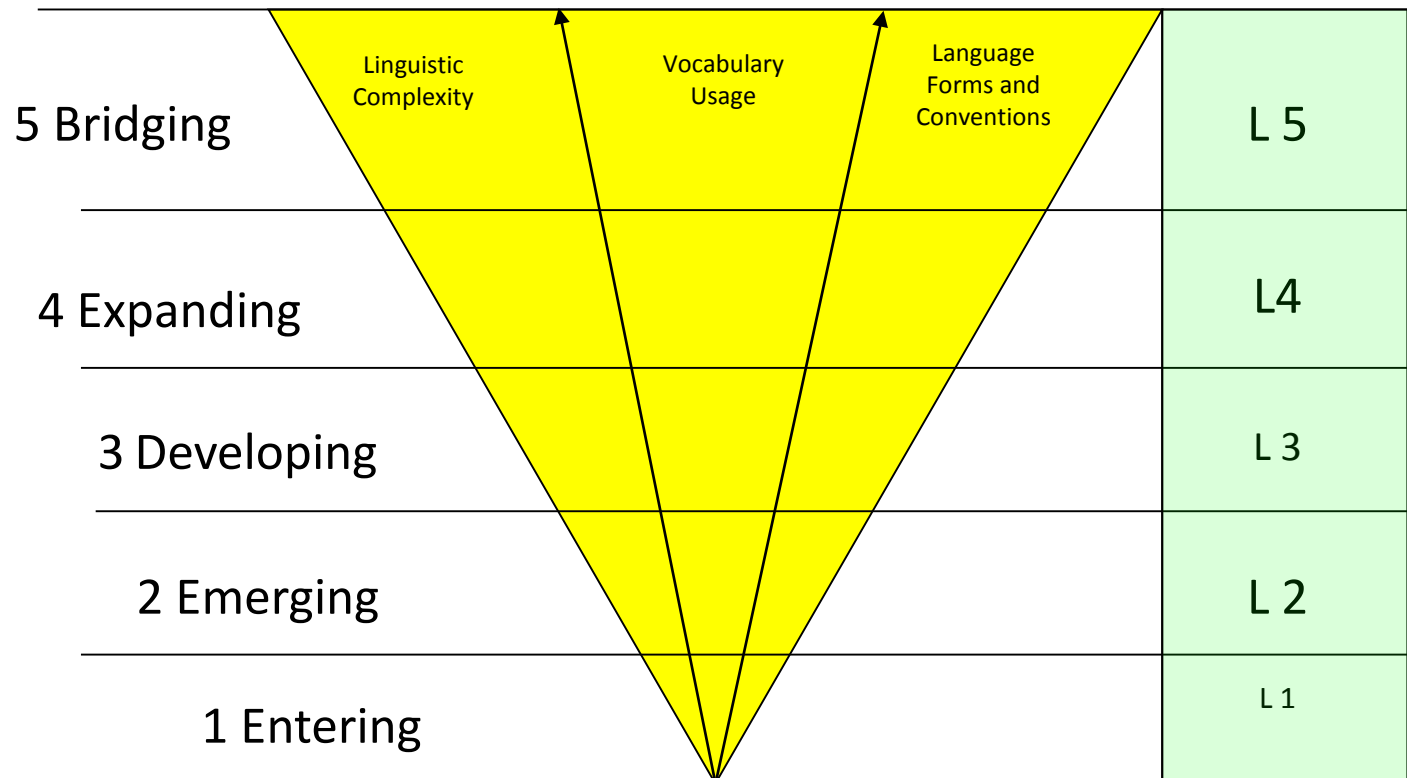 Linguistic
Complexity
Vocabulary
Usage
Language
Forms and
Conventions
5 Bridging
L 5
4 Expanding
L4
3 Developing
L 3
2 Emerging
L 2
1 Entering
L 1